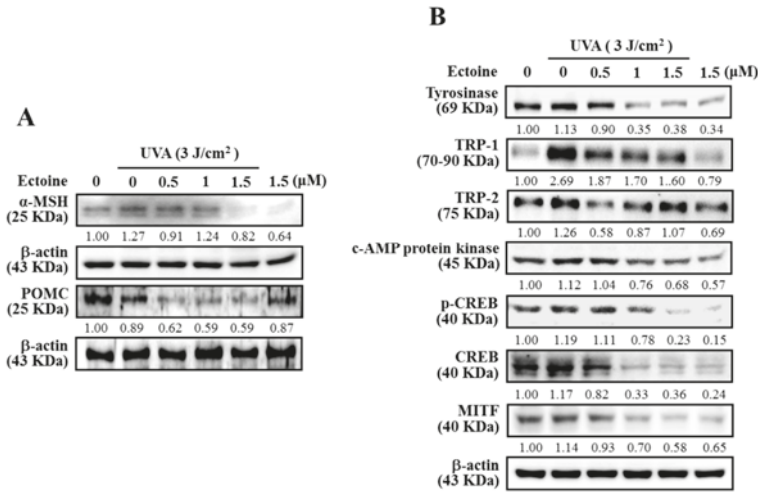 A
UVA (3 J/cm²)
Ectoine 0 0 0.5 1 1.5 1.5 (μM)
α-MSH
(25 KDa)
1.00 1.27 0.91 1.24 0.82 0.64
β-actin
(43 KDa)
POMC
(25 KDa)
1.00 0.89 0.62 0.59 0.59 0.87
β-actin
(43 KDa)
B
UVA ( 3 J/cm²)
Ectoine 0 0 0.5 1 1.5 1.5 (μM)
Tyrosinase
(69 KDa)
1.00 1.13 0.90 0.35 0.38 0.34
TRP-1
(70-90 KDa)
1.00 2.69 1.87 1.70 1..60 0.79
TRP-2
(75 KDa)
1.00 1.26 0.58 0.87 1.07 0.69
c-AMP protein kinase
(45 KDa)
1.00 1.12 1.04 0.76 0.68 0.57
p-CREB
(40 KDa)
1.00 1.19 1.11 0.78 0.23 0.15
CREB
(40 KDa)
1.00 1.17 0.82 0.33 0.36 0.24
MITF
(40 KDa)
1.00 1.14 0.93 0.70 0.58 0.65
β-actin
(43 KDa)